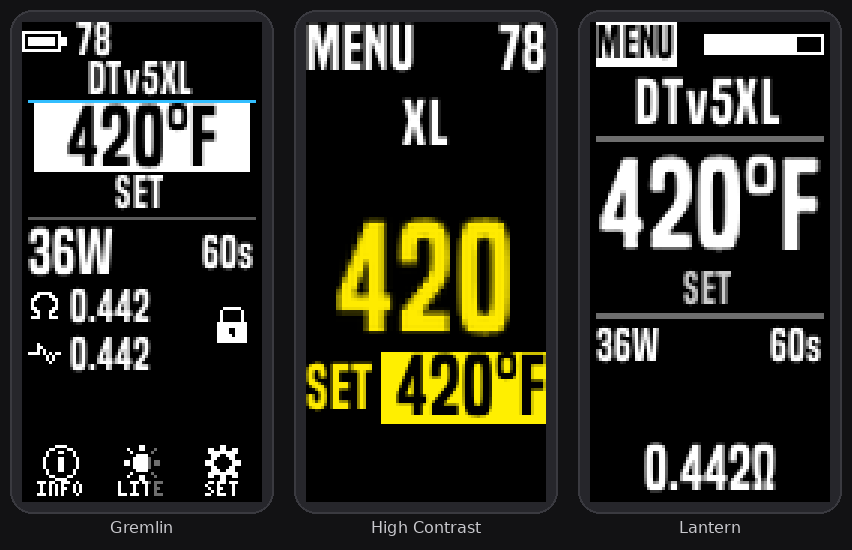 78
DTv5XL
420°F
SET
36W 60s
Ω 0.442
0.442
INFO LITE SET
Gremlin
MENU 78
XL
420
SET 420°F
High Contrast
MENU
DTv5XL
420°F
SET
36W 60s
0.442Ω
Lantern